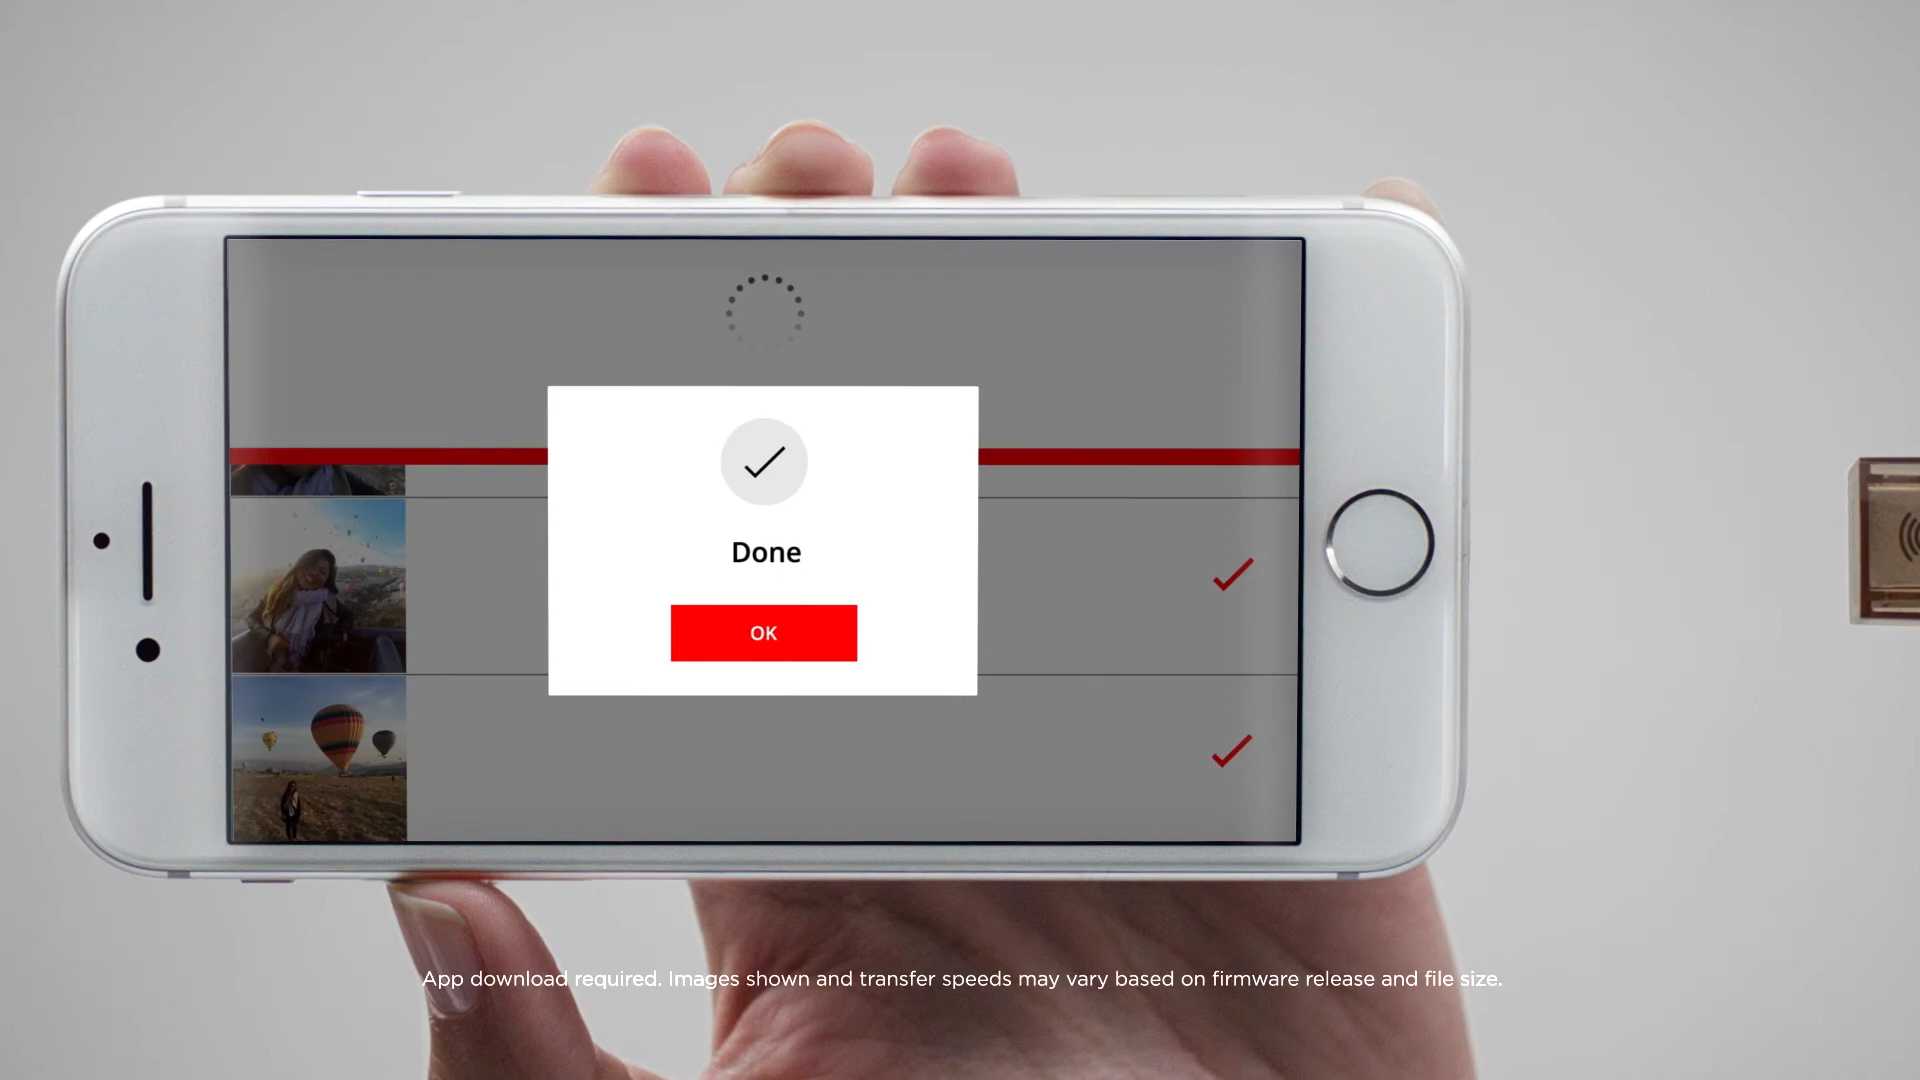 Done
OK
App download required. Images shown and transfer speeds may vary based on firmware release and file size.